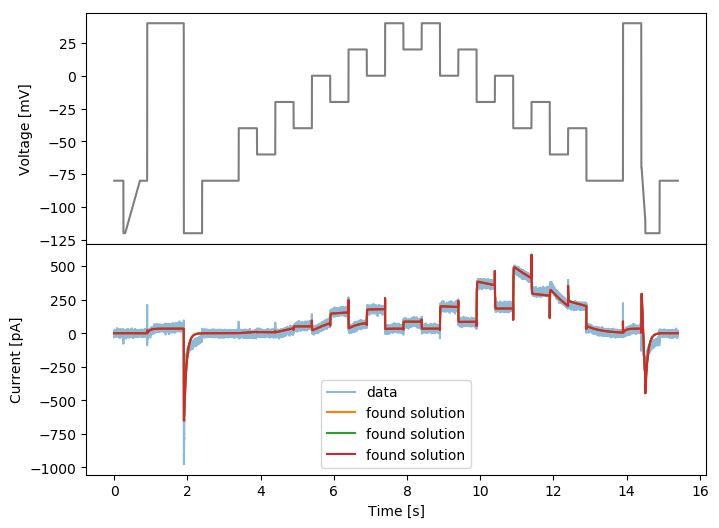 25
0
−25
−50
−75
−100
−125
Voltage [mV]
500
250
0
−250
−500
−750
−1000
Current [pA]
data
found solution
found solution
found solution
0 2 4 6 8 10 12 14 16
Time [s]